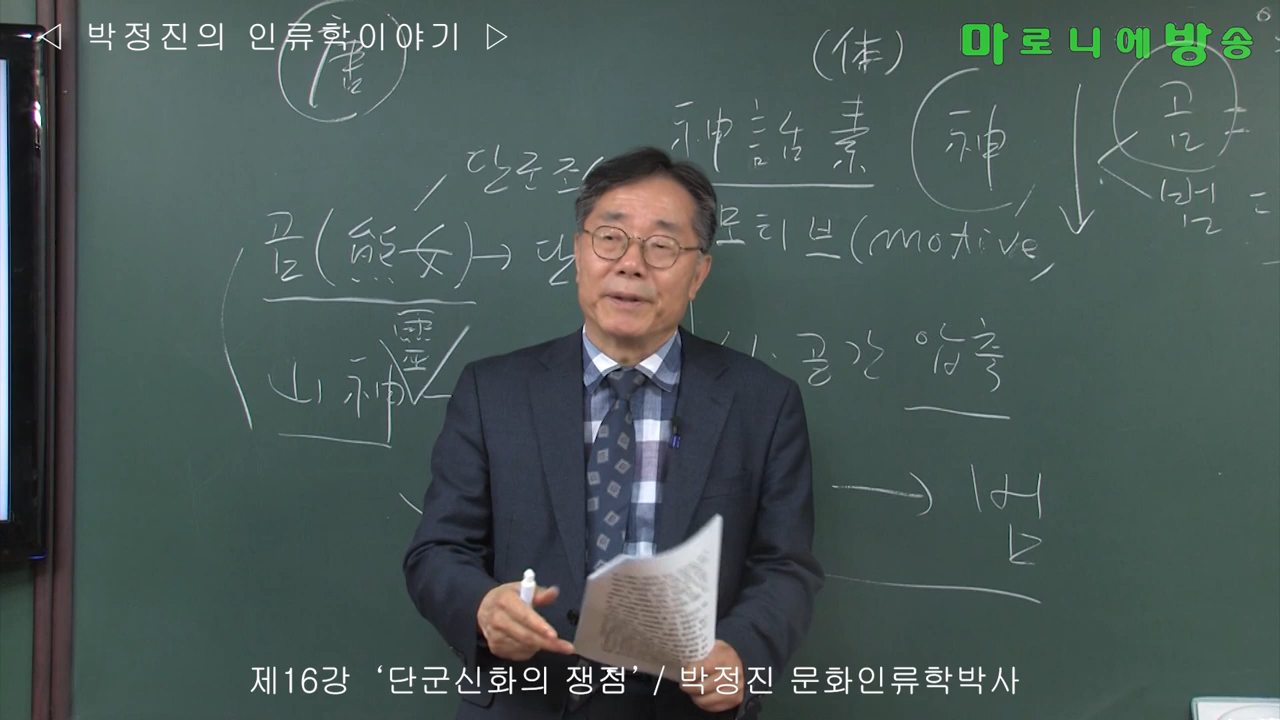 ◁ 박정진의 인류학이야기 ▷
마로니에방송
(体)
神話素
神
곰
범
단군조
곰(熊女)→ 단
모티브(motive,
山神
靈
공간 압축
→ 범
제16강 ‘단군신화의 쟁점’ / 박정진 문화인류학박사